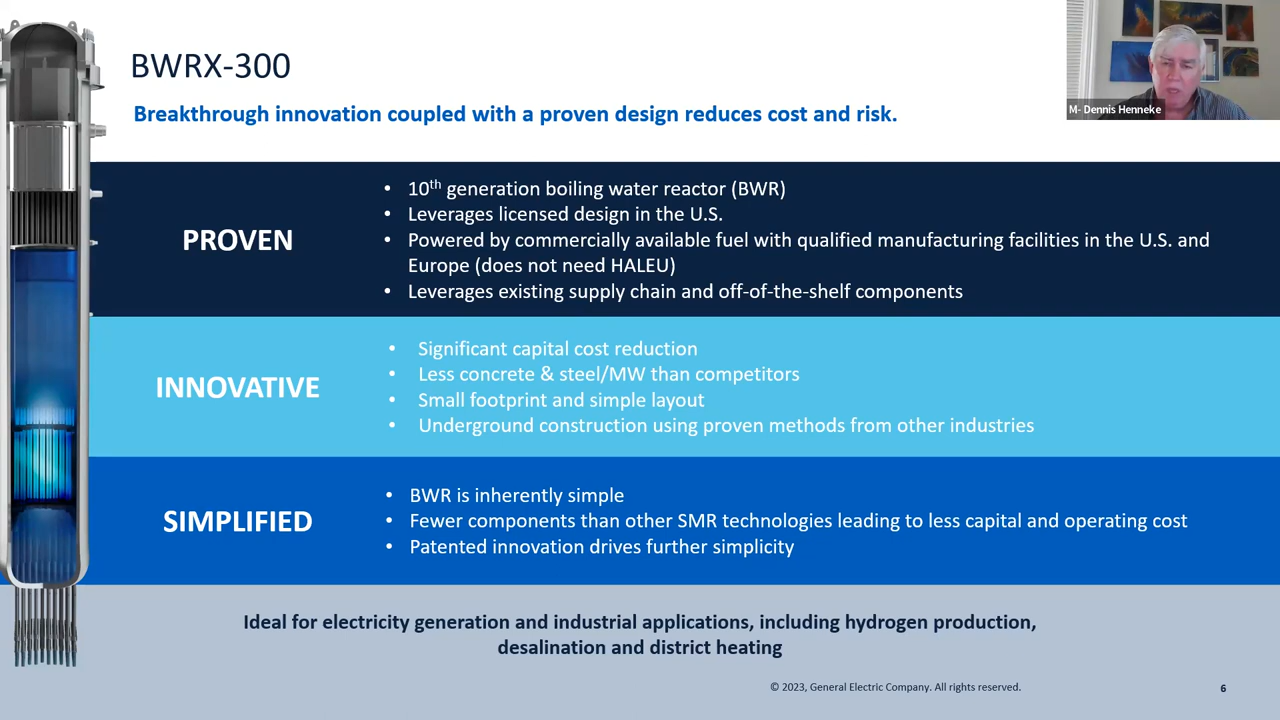 BWRX-300
Breakthrough innovation coupled with a proven design reduces cost and risk.
M- Dennis Henneke
PROVEN
• 10th generation boiling water reactor (BWR)
• Leverages licensed design in the U.S.
• Powered by commercially available fuel with qualified manufacturing facilities in the U.S. and
Europe (does not need HALEU)
• Leverages existing supply chain and off-of-the-shelf components
INNOVATIVE
• Significant capital cost reduction
• Less concrete & steel/MW than competitors
• Small footprint and simple layout
• Underground construction using proven methods from other industries
SIMPLIFIED
• BWR is inherently simple
• Fewer components than other SMR technologies leading to less capital and operating cost
• Patented innovation drives further simplicity
Ideal for electricity generation and industrial applications, including hydrogen production,
desalination and district heating
© 2023, General Electric Company. All rights reserved.
6